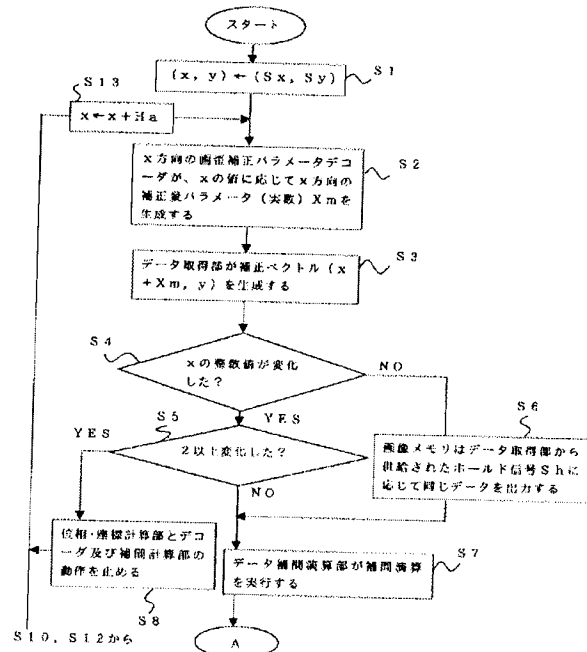 スタート
(x, y) ← (Sx, Sy)
S1
S13
x←x+Ha
x方向の画歪補正パラメータデコ
ーダが、xの値に応じてx方向の
補正量パラメータ(実数)Xmを
生成する
S2
データ取得部が補正ベクトル(x
+Xm, y)を生成する
S3
S4
xの整数値が変化
した?
NO
YES
S5
YES
2以上変化した?
NO
S6
画像メモリはデータ取得部から
供給されたホールド信号Shに
応じて同じデータを出力する
位相・座標計算部とデコ
ーダ及び補間計算部の
動作を止める
S8
データ補間演算部が補間演算
を実行する
S7
S10, S12から
A